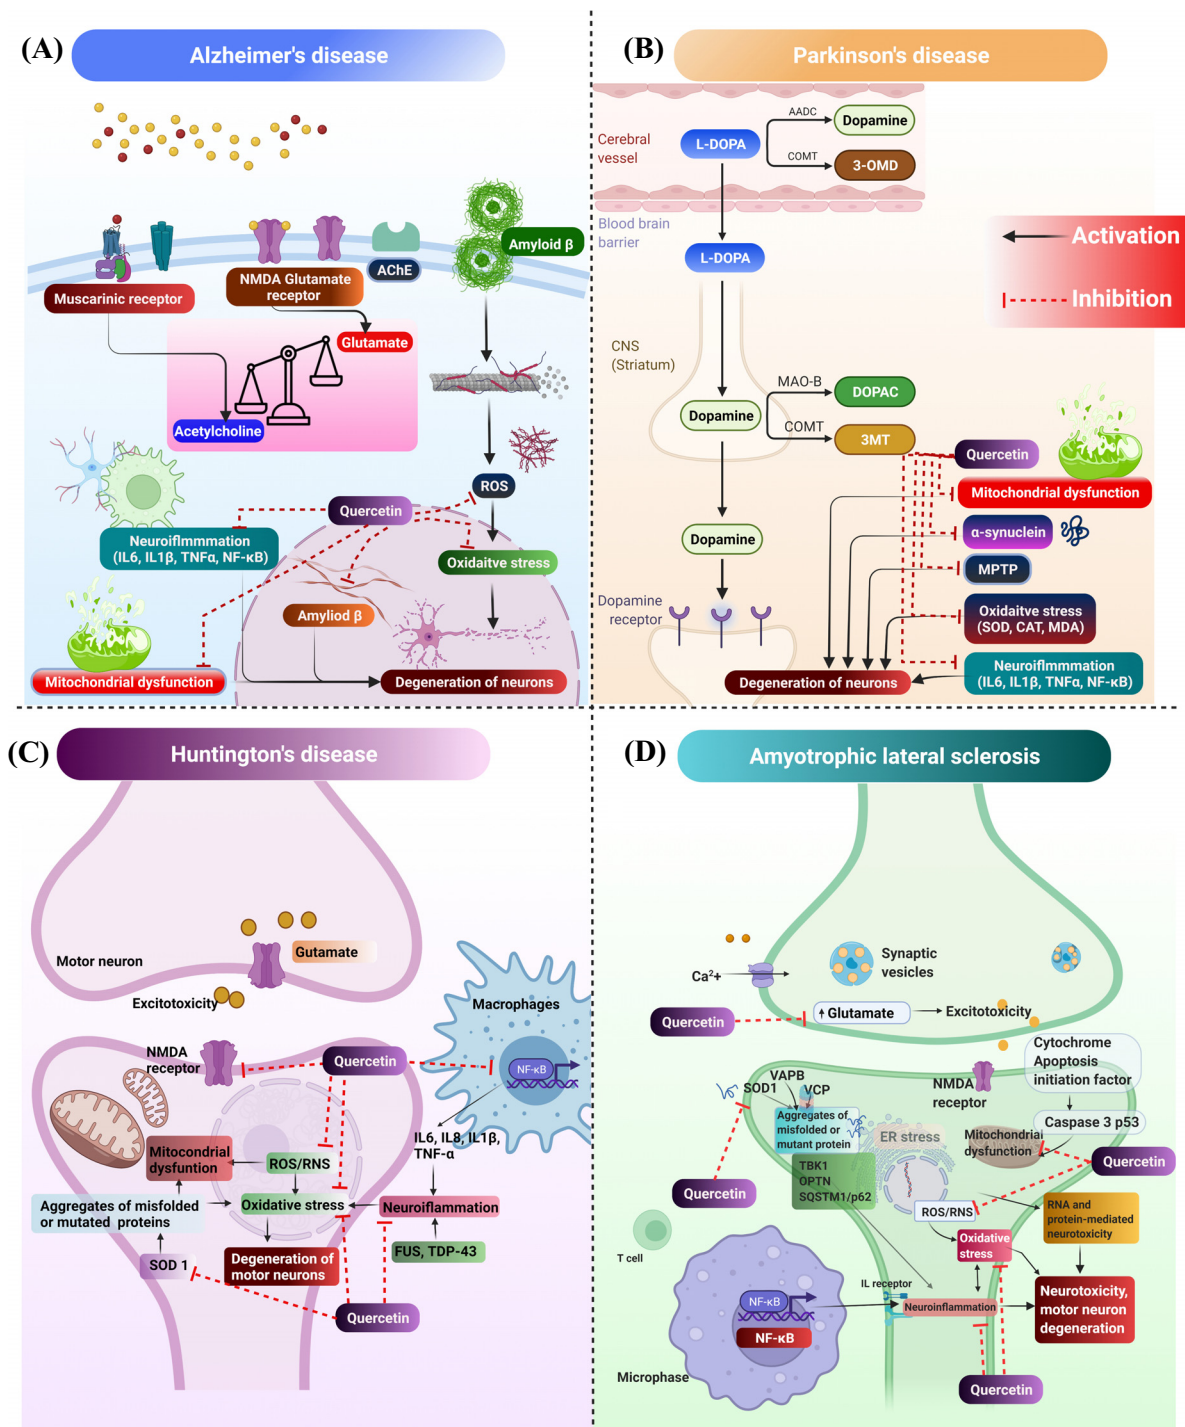 (A)
Alzheimer's disease
Amyloid β
AChE
NMDA Glutamate
receptor
Muscarinic receptor
Glutamate
Acetylcholine
ROS
Quercetin
Neuroiflmmation
(IL6, IL1β, TNFα, NF-κB)
Oxidaitve stress
Amyliod β
Mitochondrial dysfunction
Degeneration of neurons
(B)
Parkinson's disease
Cerebral
vessel
L-DOPA
AADC
Dopamine
COMT
3-OMD
Blood brain
barrier
L-DOPA
Activation
Inhibition
CNS
(Striatum)
MAO-B
DOPAC
Dopamine
COMT
3MT
Quercetin
Mitochondrial dysfunction
α-synuclein
Dopamine
MPTP
Dopamine
receptor
Oxidaitve stress
(SOD, CAT, MDA)
Neuroiflmmation
(IL6, IL1β, TNFα, NF-κB)
Degeneration of neurons
(C)
Huntington's disease
Glutamate
Motor neuron
Excitotoxicity
Macrophages
NMDA
receptor
Quercetin
NF-κB
IL6, IL8, IL1β,
TNF-α
Mitocondrial
dysfuntion
ROS/RNS
Aggregates of misfolded
or mutated proteins
Oxidative stress
Neuroiflammation
SOD 1
Degeneration of
motor neurons
FUS, TDP-43
Quercetin
(D)
Amyotrophic lateral sclerosis
Synaptic
vesicles
Ca²+
Quercetin
Glutamate
Excitotoxicity
Cytochrome
Apoptosis
initiation factor
VAPB
SOD1
VCP
NMDA
receptor
Aggregates of
misfolded or
mutant protein
ER stress
Caspase 3 p53
Mitochondrial
dysfunction
Quercetin
TBK1
OPTN
SQSTM1/p62
Quercetin
ROS/RNS
RNA and
protein-mediated
neurotoxicity
T cell
Oxidative
stress
IL receptor
NF-κB
Neuroinflammation
Neurotoxicity,
motor neuron
degeneration
NF-κB
Microphase
Quercetin